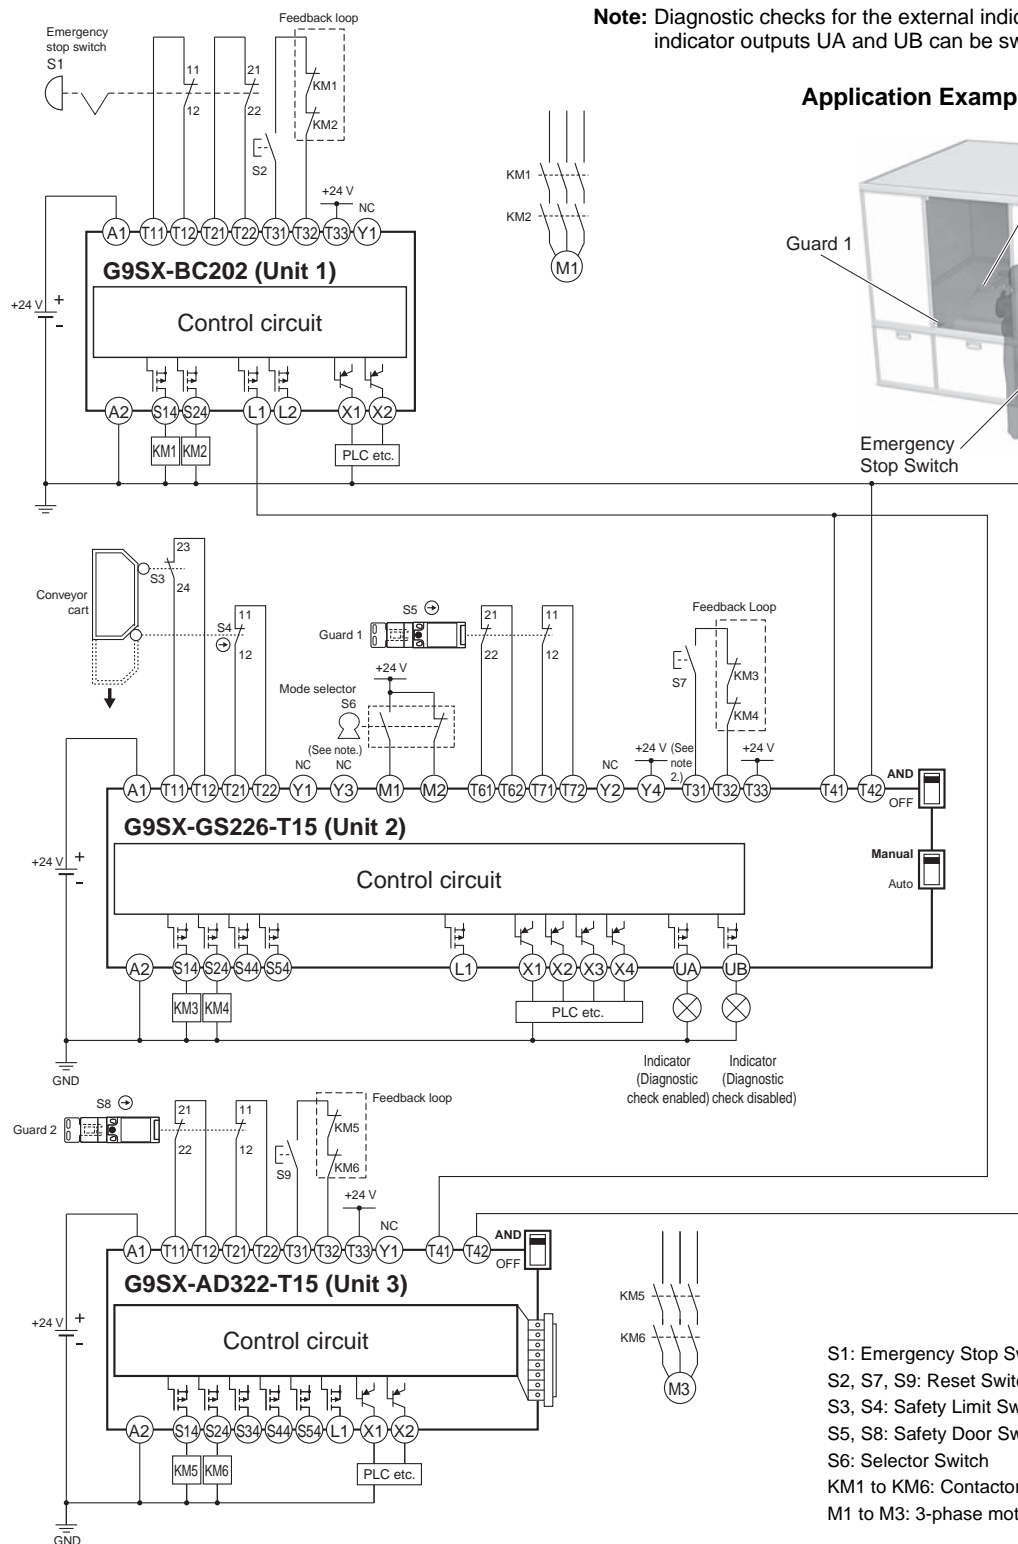 Note: Diagnostic checks for the external
indicator outputs UA and UB can be
Application
Emergency
stop switch
S1
Feedback loop
11
12
21
22
KM1
KM2
S2
+24 V
NC
A1 T11 T12 T21 T22 T31 T32 T33 Y1
G9SX-BC202 (Unit 1)
Control circuit
+24 V
+
-
A2 S14 S24 L1 L2 X1 X2
KM1 KM2
PLC etc.
KM1
KM2
M1
Guard 1
Emergency
Stop Switch
Conveyor
cart
S3
23
24
S4
11
12
Guard 1
S5
21
22
11
12
Mode selector
S6
+24 V
(See note.)
Feedback Loop
S7
KM3
KM4
NC
NC
NC
+24 V
(See
note
2.)
+24 V
A1 T11 T12 T21 T22 Y1 Y3 M1 M2 T61 T62 T71 T72 Y2 Y4 T31 T32 T33 T41 T42
AND
OFF
G9SX-GS226-T15 (Unit 2)
Manual
Auto
+24 V
+
-
Control circuit
A2 S14 S24 S44 S54 L1 X1 X2 X3 X4 UA UB
KM3 KM4
PLC etc.
GND
Indicator
(Diagnostic
check enabled)
Indicator
(Diagnostic
check disabled)
Guard 2
S8
21
22
11
12
S9
Feedback loop
KM5
KM6
+24 V
NC
A1 T11 T12 T21 T22 T31 T32 T33 Y1 T41 T42
AND
OFF
G9SX-AD322-T15 (Unit 3)
+24 V
+
-
Control circuit
A2 S14 S24 S34 S44 S54 L1 X1 X2
KM5 KM6
PLC etc.
GND
KM5
KM6
M3
S1: Emergency Stop
S2, S7, S9: Reset
S3, S4: Safety Limit
S5, S8: Safety Door
S6: Selector Switch
KM1 to KM6:
M1 to M3: 3-phase